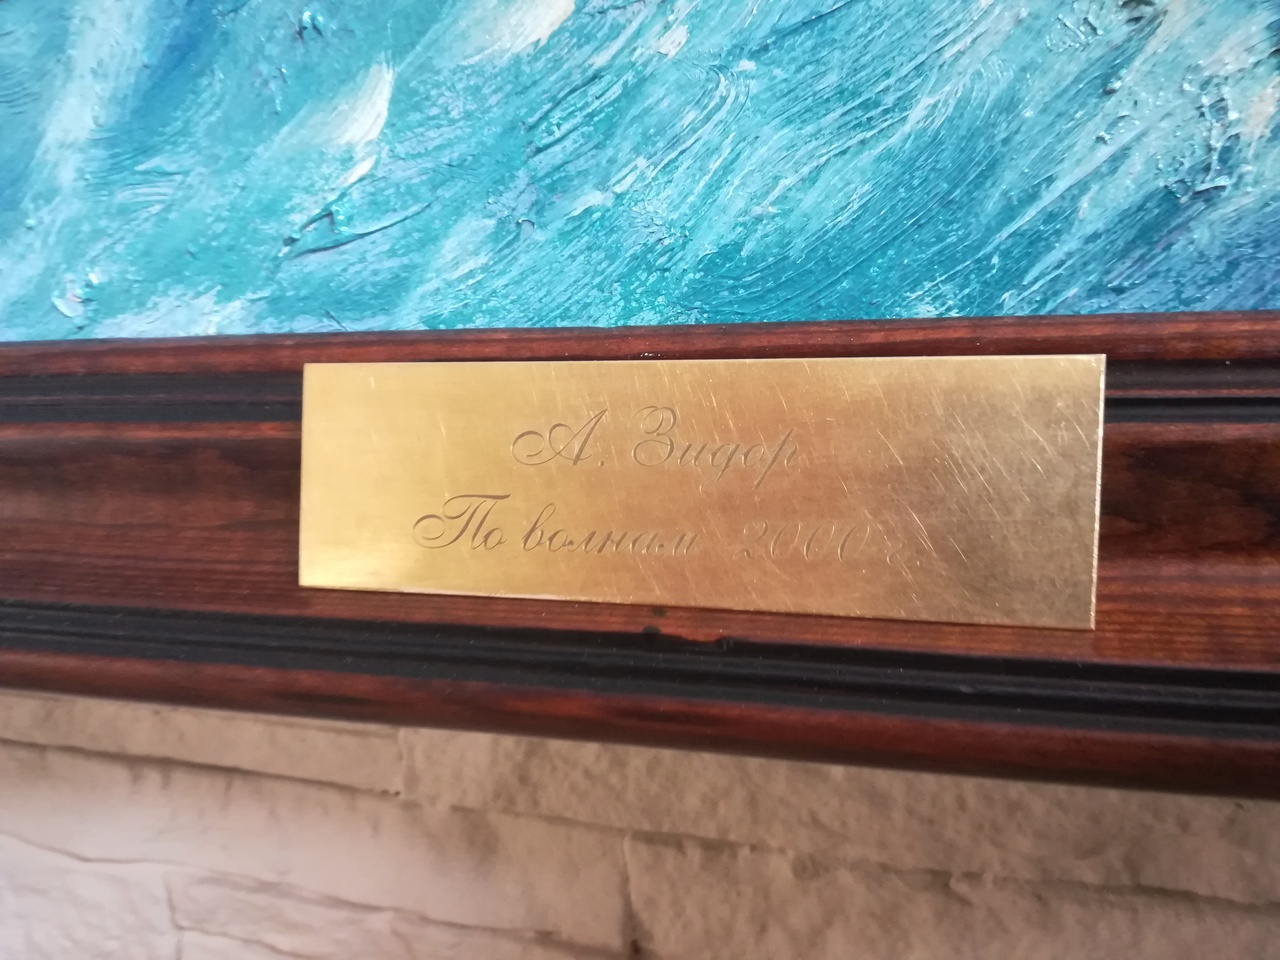 А. Зидор
По волнам 2000 г.